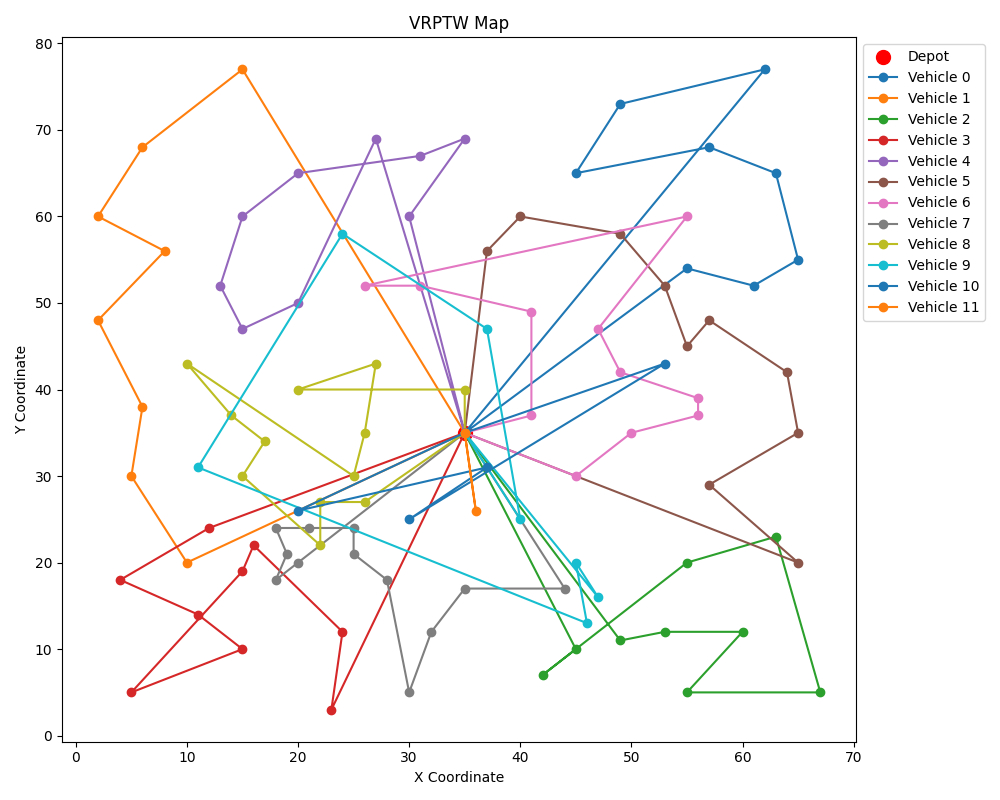 VRPTW Map
Y Coordinate
80
70
60
50
40
30
20
10
0
0 10 20 30 40 50 60 70
X Coordinate
Depot
Vehicle 0
Vehicle 1
Vehicle 2
Vehicle 3
Vehicle 4
Vehicle 5
Vehicle 6
Vehicle 7
Vehicle 8
Vehicle 9
Vehicle 10
Vehicle 11